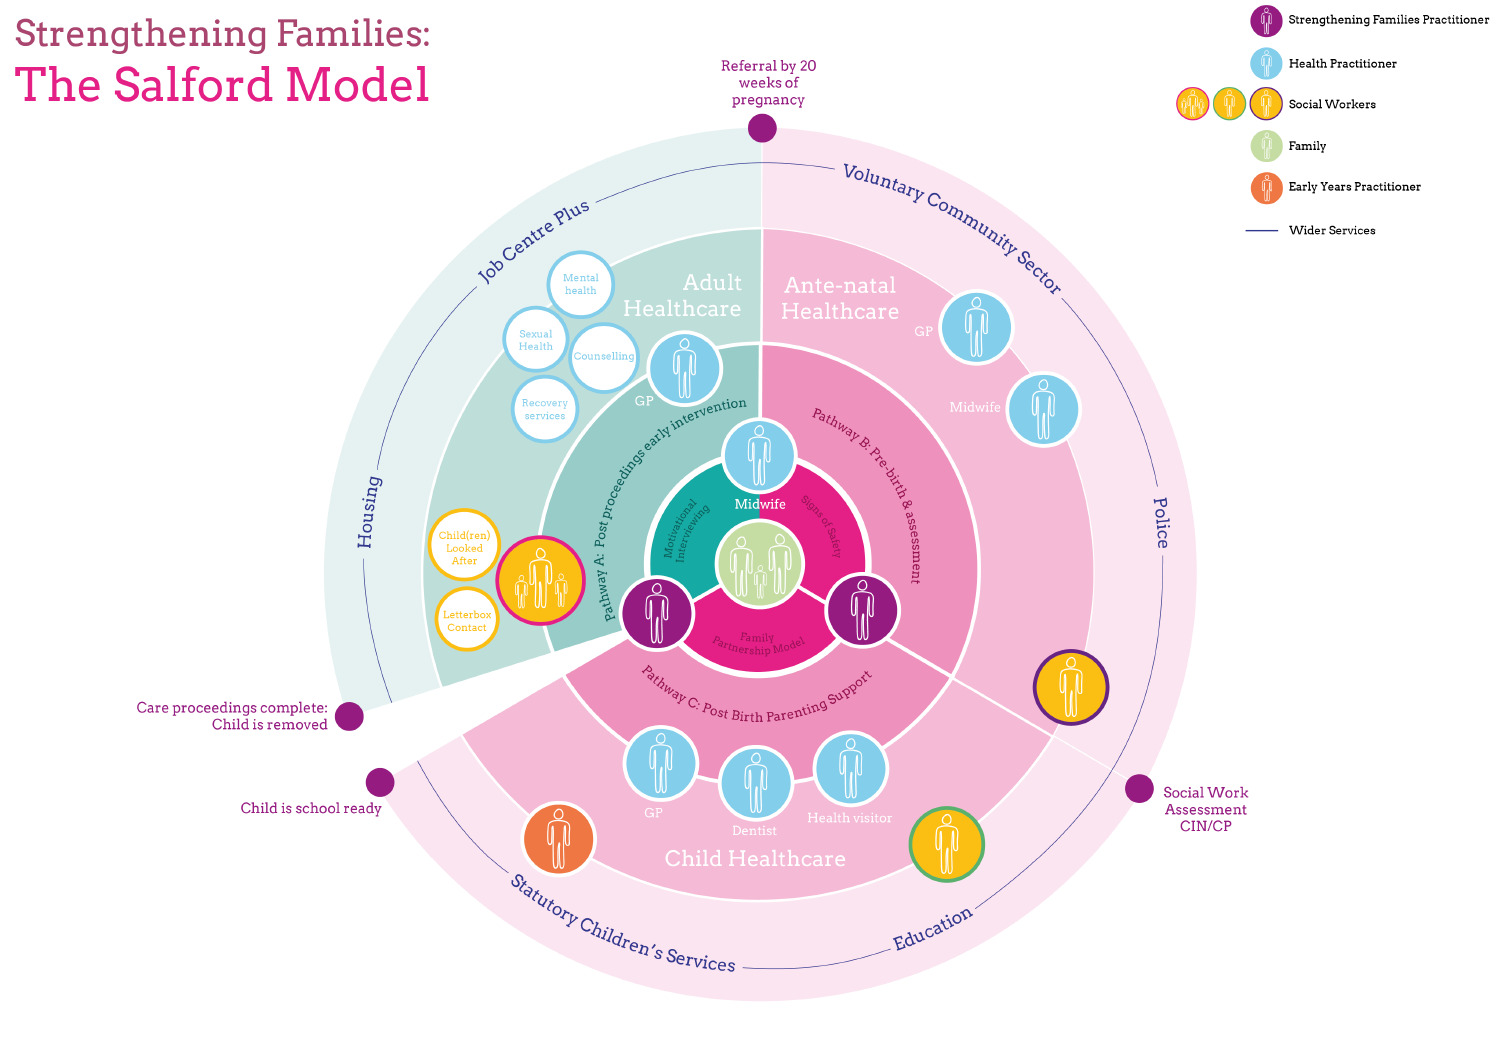 Strengthening Families:
The Salford Model
Strengthening Families Practitioner
Health Practitioner
Social Workers
Family
Early Years Practitioner
Wider Services
Referral by 20
weeks of
pregnancy
Job Centre Plus
Voluntary Community Sector
Housing
Police
Statutory Children's Services
Education
Adult
Healthcare
Ante-natal
Healthcare
Mental
health
Sexual
Health
Counselling
Recovery
services
GP
GP
Midwife
Pathway A: Post proceedings early intervention
Pathway B: Pre-birth & assessment
Midwife
Motivational
Interviewing
Signs of Safety
Child(ren)
Looked
After
Letterbox
Contact
Family
Partnership Model
Pathway C: Post Birth Parenting Support
Care proceedings complete:
Child is removed
Child is school ready
Social Work
Assessment
CIN/CP
GP
Dentist
Health visitor
Child Healthcare